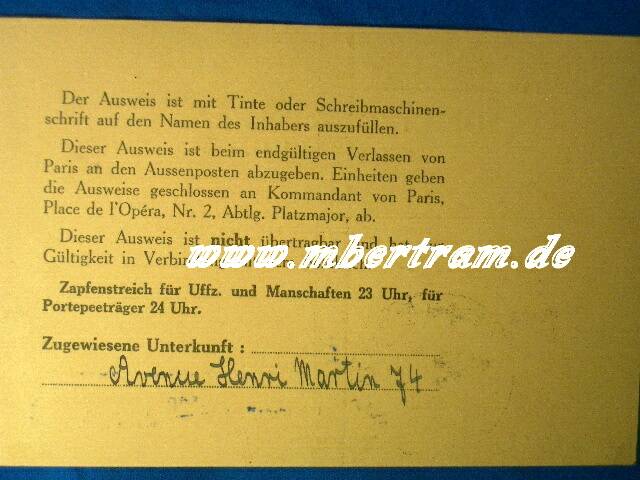 Der Ausweis ist mit Tinte oder Schreibmaschinen-
schrift auf den Namen des Inhabers auszufüllen.
Dieser Ausweis ist beim endgültigen Verlassen von
Paris an den Aussenposten abzugeben. Einheiten geben
die Ausweise geschlossen an Kommandant von Paris,
Place de l'Opéra, Nr. 2, Abtlg. Platzmajor, ab.
Dieser Ausweis ist nicht übertragbar und hat
www.mbertram.de
Gültigkeit in
Zapfenstreich für Uffz. und Manschaften 23 Uhr, für
Portepeeträger 24 Uhr.
Zugewiesene Unterkunft :
Avenue Henri Martin 74